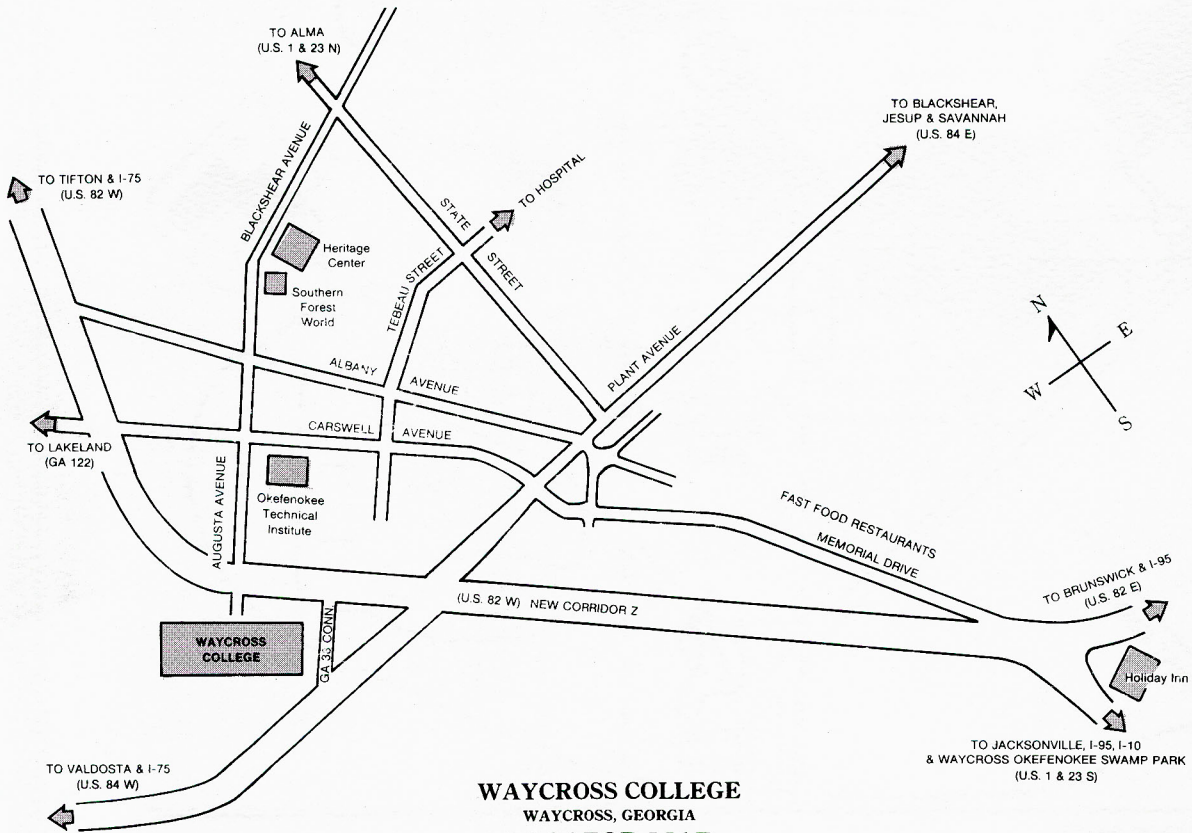 TO ALMA
(U.S. 1 & 23 N)
TO BLACKSHEAR,
JESUP & SAVANNAH
(U.S. 84 E)
TO TIFTON & I-75
(U.S. 82 W)
BLACKSHEAR AVENUE
STATE
STREET
TO HOSPITAL
Heritage
Center
Southern
Forest
World
TEBEAU STREET
PLANT AVENUE
N
E
W
S
ALBANY
AVENUE
CARSWELL
AVENUE
TO LAKELAND
(GA 122)
AUGUSTA AVENUE
Okefenokee
Technical
Institute
FAST FOOD RESTAURANTS
MEMORIAL DRIVE
TO BRUNSWICK & I-95
(U.S. 82 E)
(U.S. 82 W) NEW CORRIDOR Z
WAYCROSS
COLLEGE
GA 38 CONN.
Holiday Inn
TO JACKSONVILLE, I-95, I-10
& WAYCROSS OKEFENOKEE SWAMP PARK
(U.S. 1 & 23 S)
TO VALDOSTA & I-75
(U.S. 84 W)
WAYCROSS COLLEGE
WAYCROSS, GEORGIA